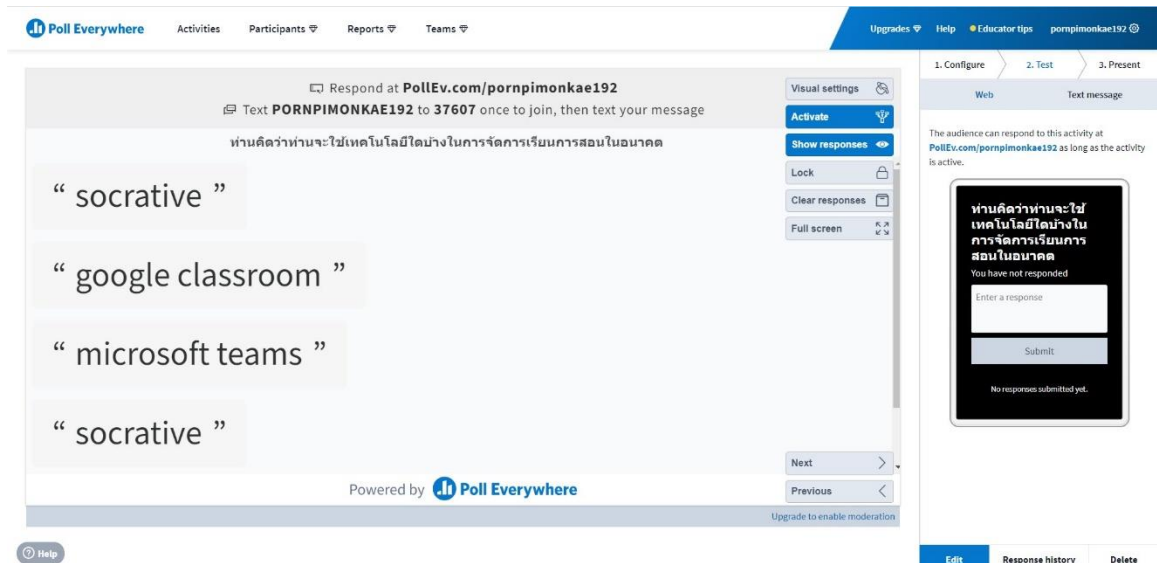 Poll Everywhere
Activities
Participants
Reports
Teams
Upgrades
Help
Educator tips
pornpimonkae192
1. Configure
2. Test
3. Present
Web
Text message
Respond at PollEv.com/pornpimonkae192
Text PORNPIMONKAE192 to 37607 once to join, then text your message
ท่านคิดว่าท่านจะใช้เทคโนโลยีใดบ้างในการจัดการเรียนการสอนในอนาคต
“ socrative ”
“ google classroom ”
“ microsoft teams ”
“ socrative ”
Powered by Poll Everywhere
Visual settings
Activate
Show responses
Lock
Clear responses
Full screen
Next
Previous
Upgrade to enable moderation
The audience can respond to this activity at
PollEv.com/pornpimonkae192 as long as the activity
is active.
ท่านคิดว่าท่านจะใช้
เทคโนโลยีใดบ้างใน
การจัดการเรียนการ
สอนในอนาคต
You have not responded
Enter a response
Submit
No responses submitted yet.
Help
Edit
Response history
Delete